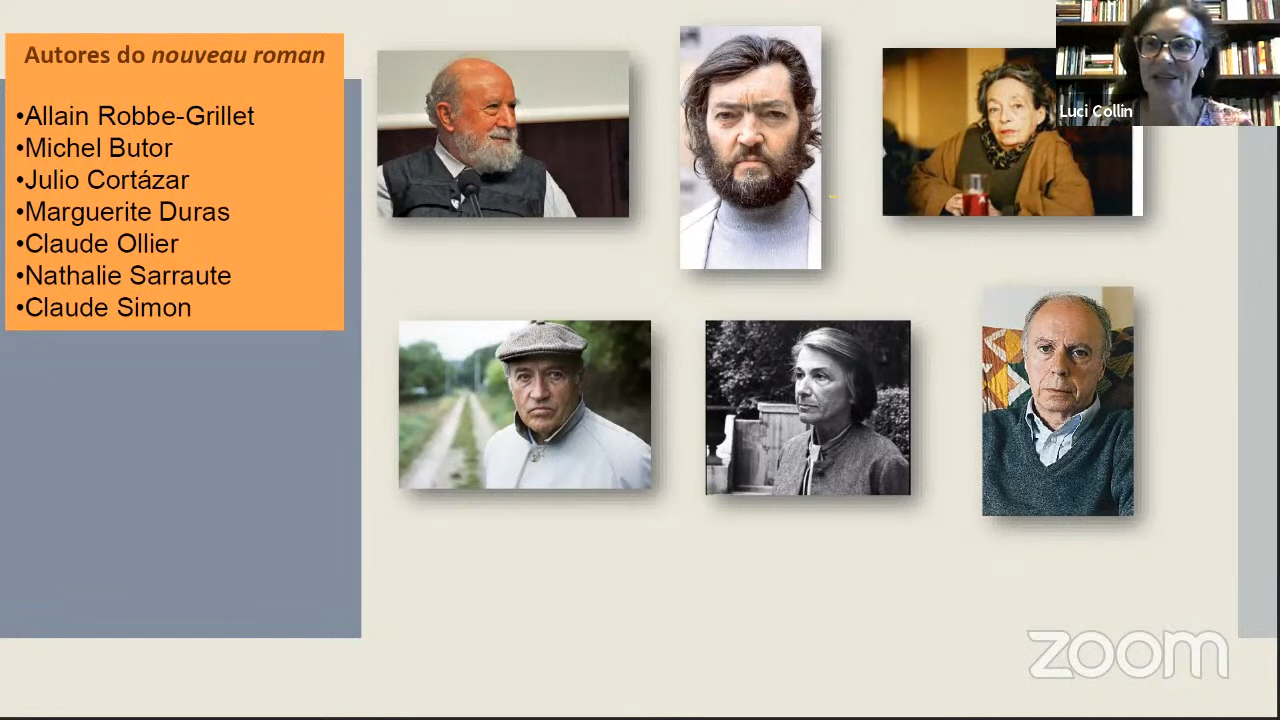 Autores do nouveau roman
•Allain Robbe-Grillet
•Michel Butor
•Julio Cortázar
•Marguerite Duras
•Claude Ollier
•Nathalie Sarraute
•Claude Simon
Luci Collin
zoom